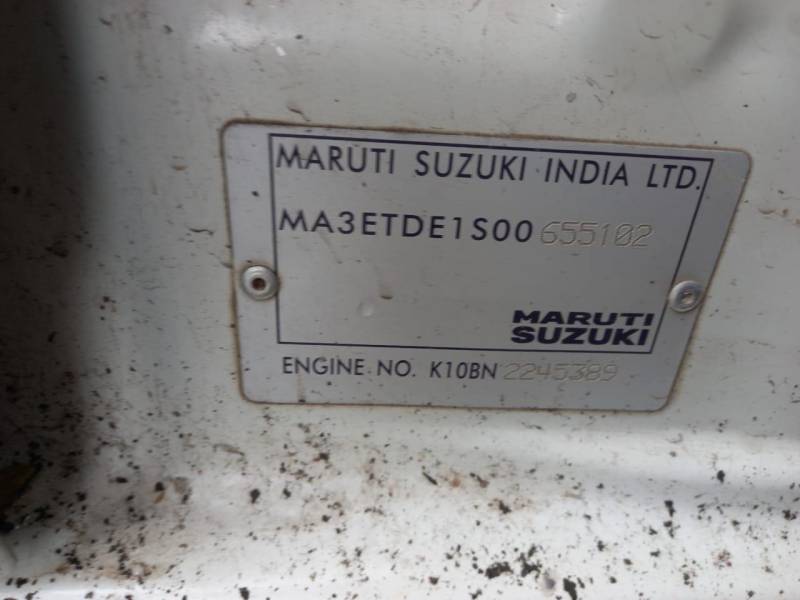 MARUTI SUZUKI INDIA LTD.
MA3ETDE1S00655102
MARUTI
SUZUKI
ENGINE NO. K10BN2245389